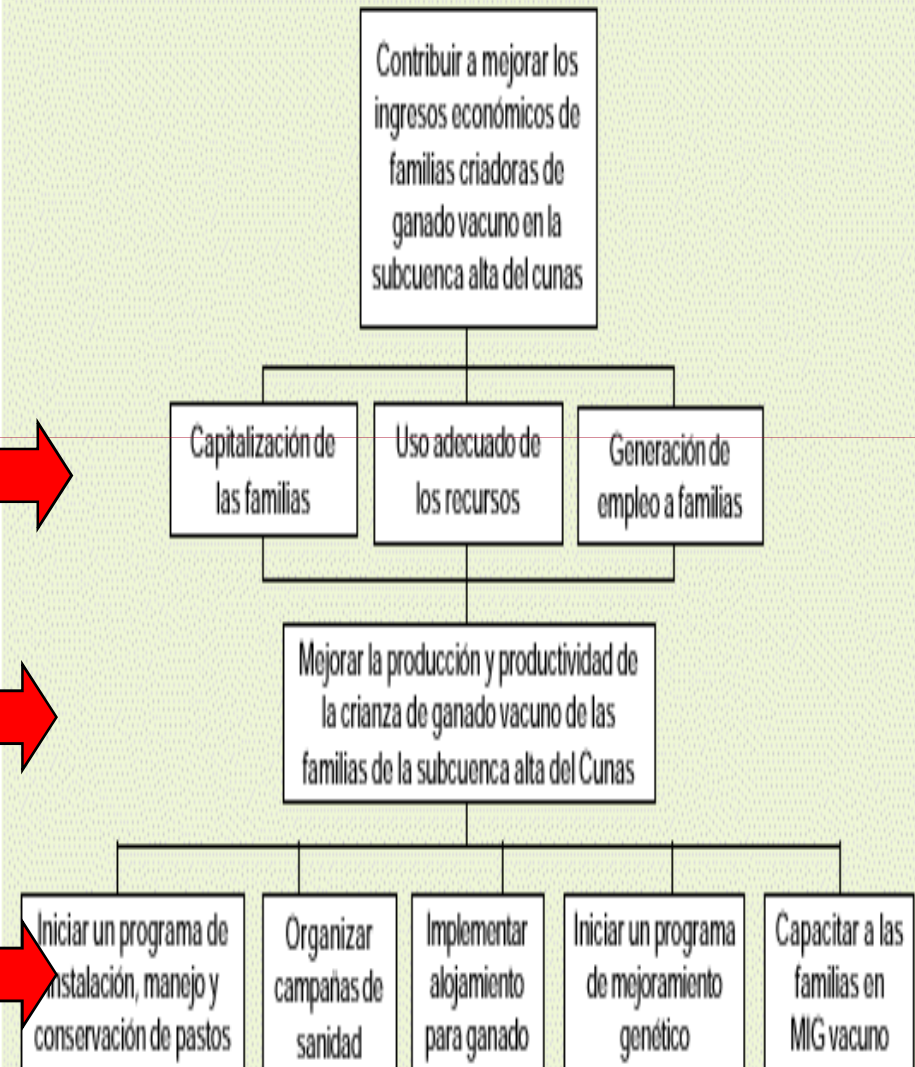 Contribuir a mejorar los
ingresos económicos de
familias criadoras de
ganado vacuno en la
subcuenca alta del cunas
Capitalización de
las familias
Uso adecuado de
los recursos
Generación de
empleo a familias
Mejorar la producción y productividad de
la crianza de ganado vacuno de las
familias de la subcuenca alta del Cunas
Iniciar un programa de
instalación, manejo y
conservación de pastos
Organizar
campañas de
sanidad
Implementar
alojamiento
para ganado
Iniciar un programa
de mejoramiento
genético
Capacitar a las
familias en
MIG vacuno